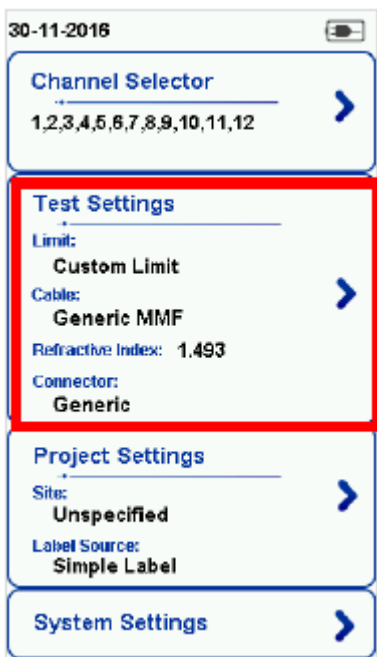 30-11-2016
Channel Selector
1,2,3,4,5,6,7,8,9,10,11,12
Test Settings
Limit:
Custom Limit
Cable:
Generic MMF
Refractive Index: 1.493
Connector:
Generic
Project Settings
Site:
Unspecified
Label Source:
Simple Label
System Settings